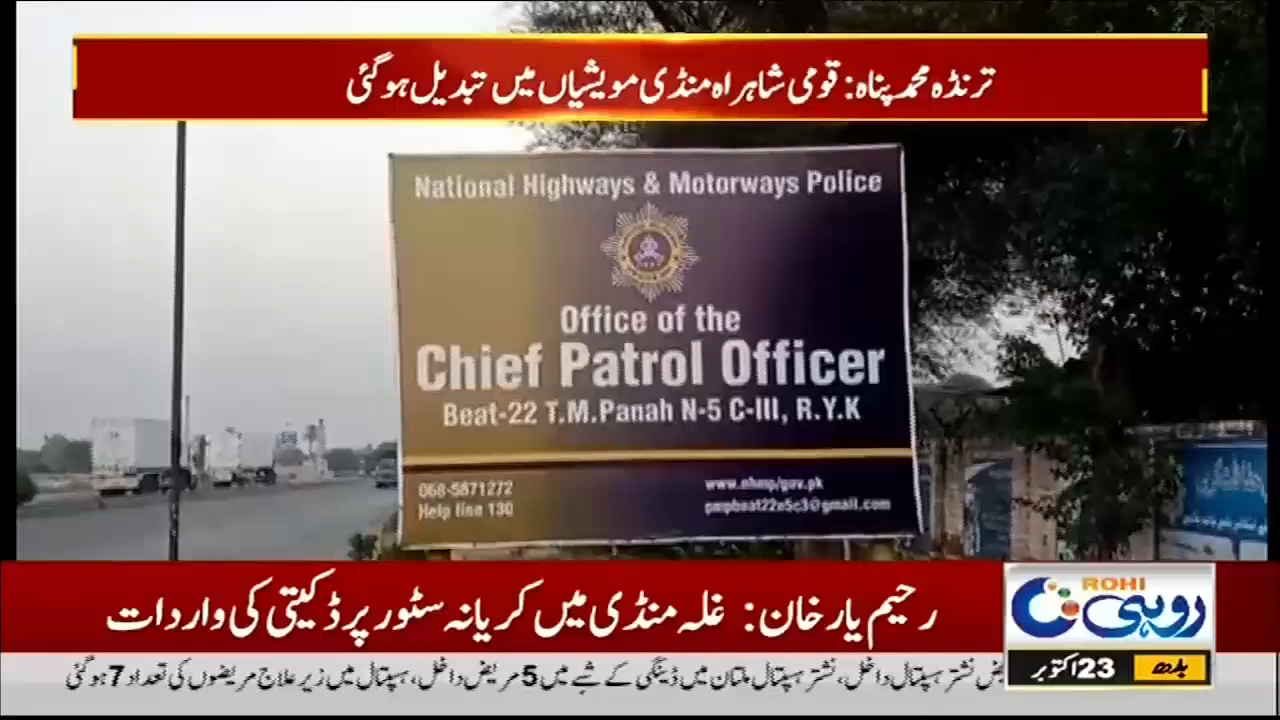 ترنڈہ محمد پناہ: قومی شاہراہ منڈی مویشیاں میں تبدیل ہوگئی
National Highways & Motorways Police
Office of the
Chief Patrol Officer
Beat-22 T.M.Panah N-5 C-III, R.Y.K
068-5871272
Help line 130
www.nhmp/gov.pk
pmpbeat22n5c3@gmail.com
رحیم یار خان: غلہ منڈی میں کریانہ سٹور پر ڈکیتی کی واردات
ROHI
روہی
بدھ
23 اکتوبر
نشتر ہسپتال داخل، نشتر ہسپتال ملتان میں ڈینگی کے شبے میں 5 مریض داخل، ہسپتال میں زیر علاج مریضوں کی تعداد 7 ہوگئی